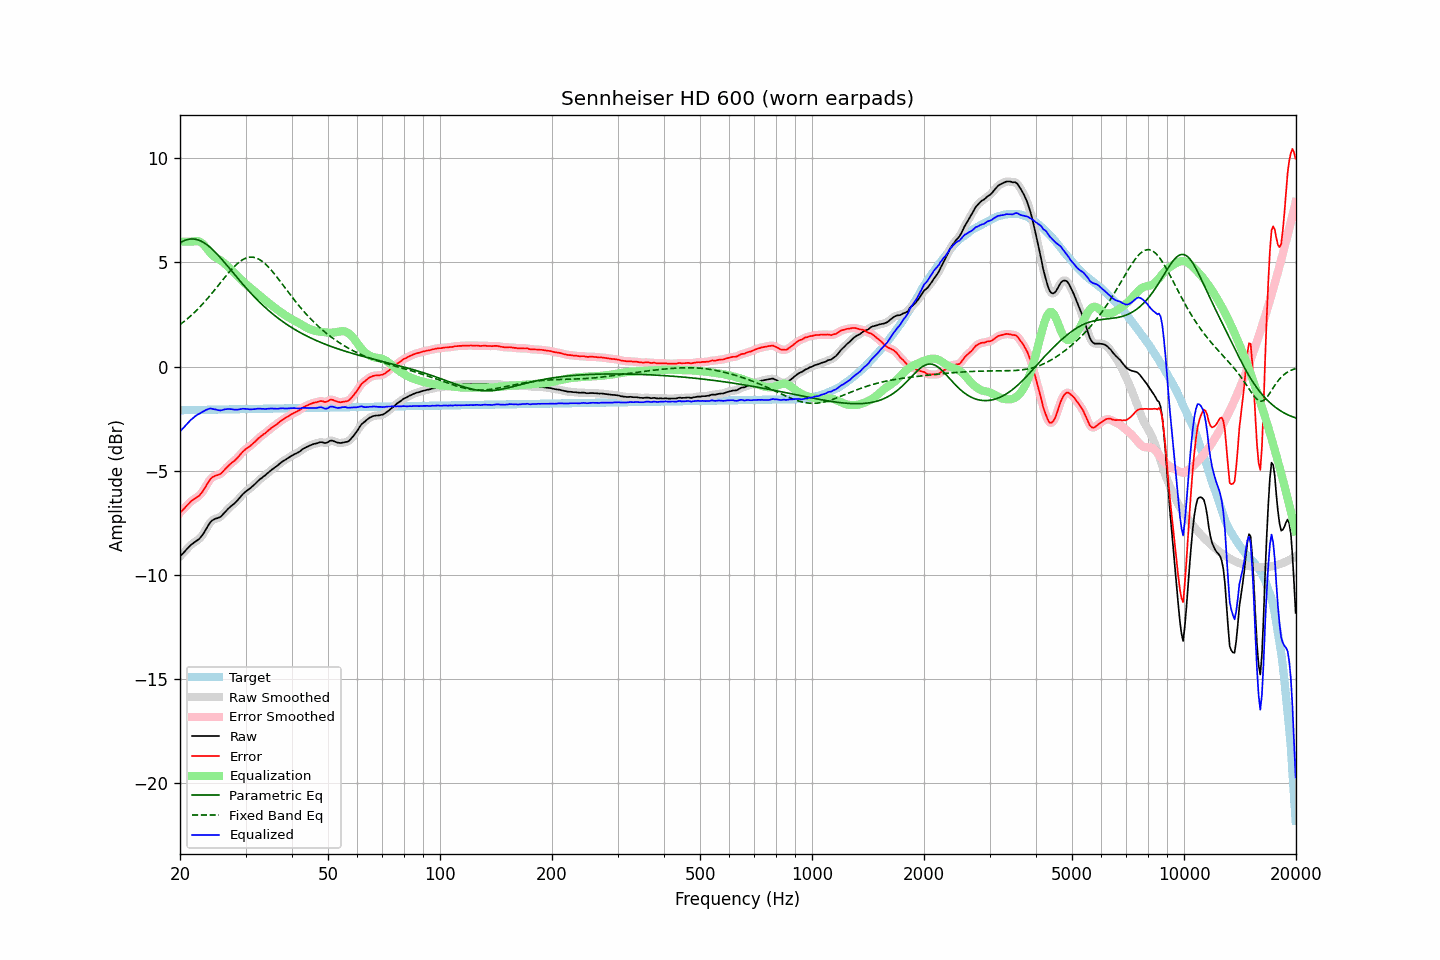 Sennheiser HD 600 (worn earpads)
Amplitude (dBr)
10
5
0
−5
−10
−15
−20
Target
Raw Smoothed
Error Smoothed
Raw
Error
Equalization
Parametric Eq
Fixed Band Eq
Equalized
20
50
100
200
500
1000
2000
5000
10000
20000
Frequency (Hz)